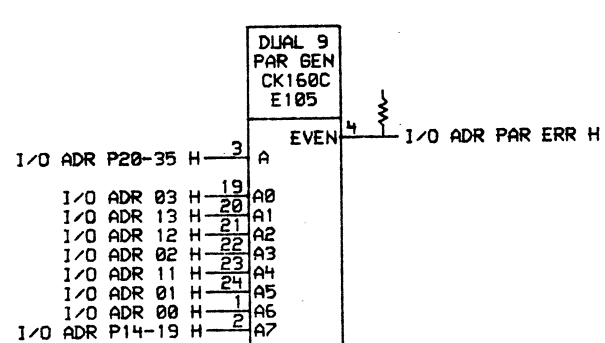 DUAL 9
PAR GEN
CK160C
E105
EVEN 4 I/O ADR PAR ERR H
I/O ADR P20-35 H 3 A
I/O ADR 03 H 19 A0
I/O ADR 13 H 20 A1
I/O ADR 12 H 21 A2
I/O ADR 02 H 22 A3
I/O ADR 11 H 23 A4
I/O ADR 01 H 24 A5
I/O ADR 00 H 1 A6
I/O ADR P14-19 H 2 A7